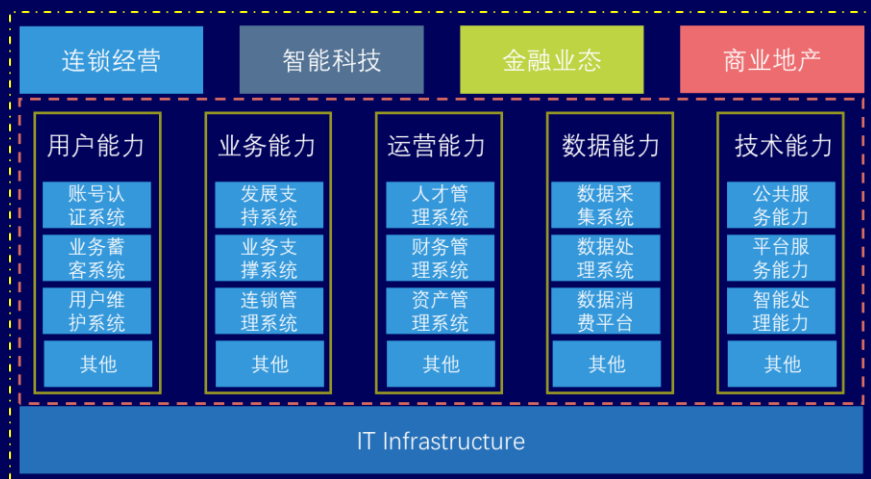 连锁经营
智能科技
金融业态
商业地产
用户能力
账号认
证系统
业务蓄
客系统
用户维
护系统
其他
业务能力
发展支
持系统
业务支
撑系统
连锁管
理系统
其他
运营能力
人才管
理系统
财务管
理系统
资产管
理系统
其他
数据能力
数据采
集系统
数据处
理系统
数据消
费平台
其他
技术能力
公共服
务能力
平台服
务能力
智能处
理能力
其他
IT Infrastructure